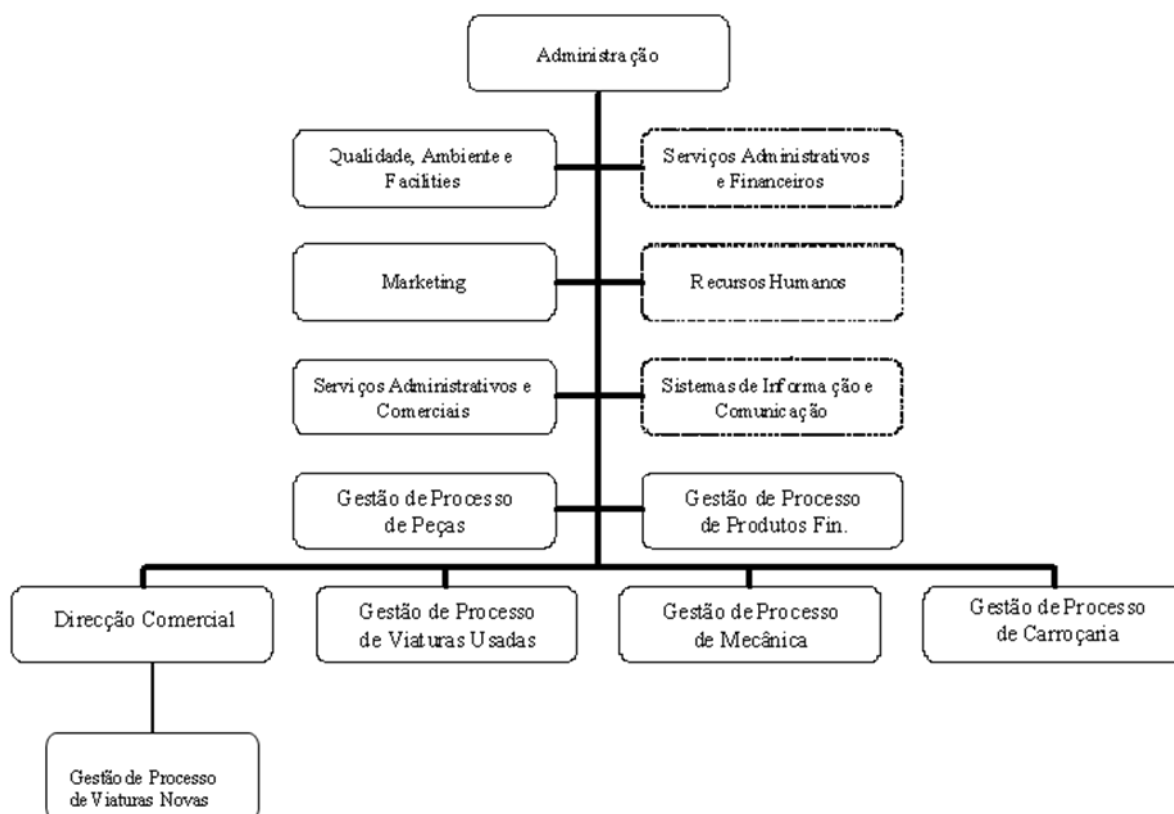 Administração
Qualidade, Ambiente e
Facilities
Serviços Administrativos
e Financeiros
Marketing
Recursos Humanos
Serviços Administrativos e
Comerciais
Sistemas de Informação e
Comunicação
Gestão de Processo
de Peças
Gestão de Processo
de Produtos Fin.
Direcção Comercial
Gestão de Processo
de Viaturas Usadas
Gestão de Processo
de Mecânica
Gestão de Processo
de Carroçaria
Gestão de Processo
de Viaturas Novas